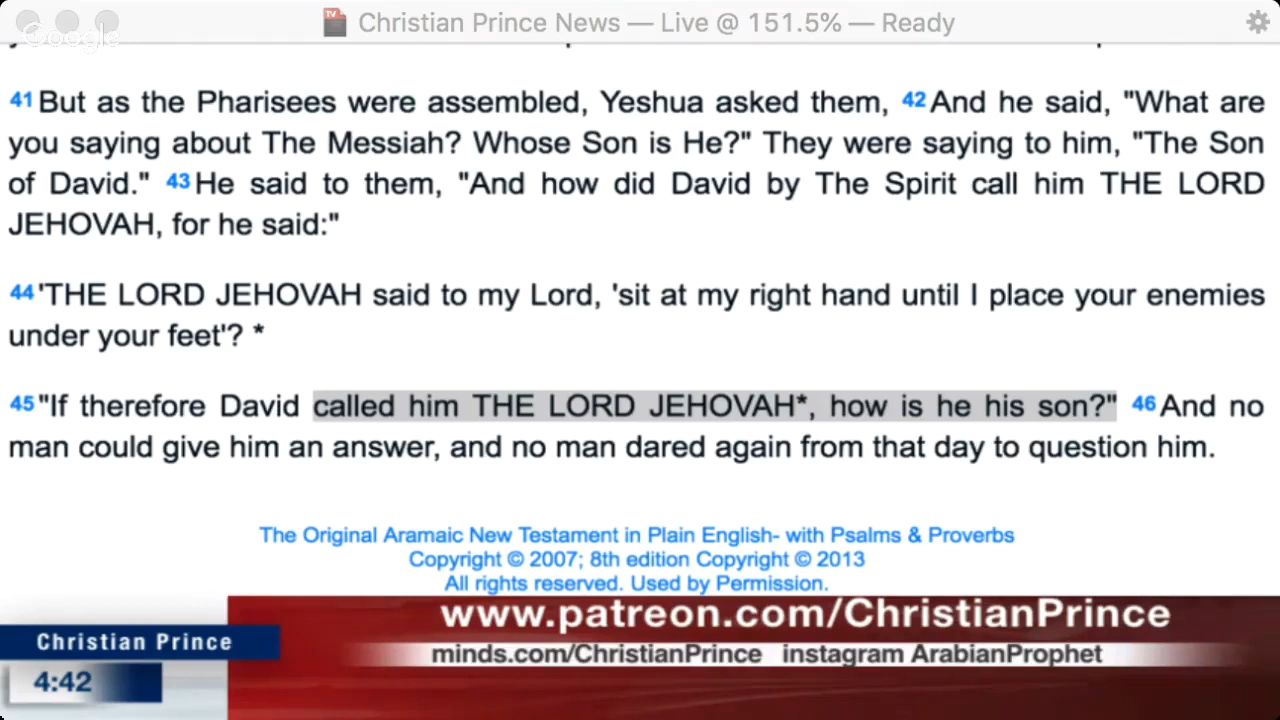 Christian Prince News — Live @ 151.5% — Ready
Google
41 But as the Pharisees were assembled, Yeshua asked them, 42 And he said, "What are
you saying about The Messiah? Whose Son is He?" They were saying to him, "The Son
of David." 43 He said to them, "And how did David by The Spirit call him THE LORD
JEHOVAH, for he said:"
44 'THE LORD JEHOVAH said to my Lord, 'sit at my right hand until I place your enemies
under your feet'? *
45 "If therefore David called him THE LORD JEHOVAH*, how is he his son?" 46 And no
man could give him an answer, and no man dared again from that day to question him.
The Original Aramaic New Testament in Plain English- with Psalms & Proverbs
Copyright © 2007; 8th edition Copyright © 2013
All rights reserved. Used by Permission.
www.patreon.com/ChristianPrince
Christian Prince
minds.com/ChristianPrince instagram ArabianProphet
4:42